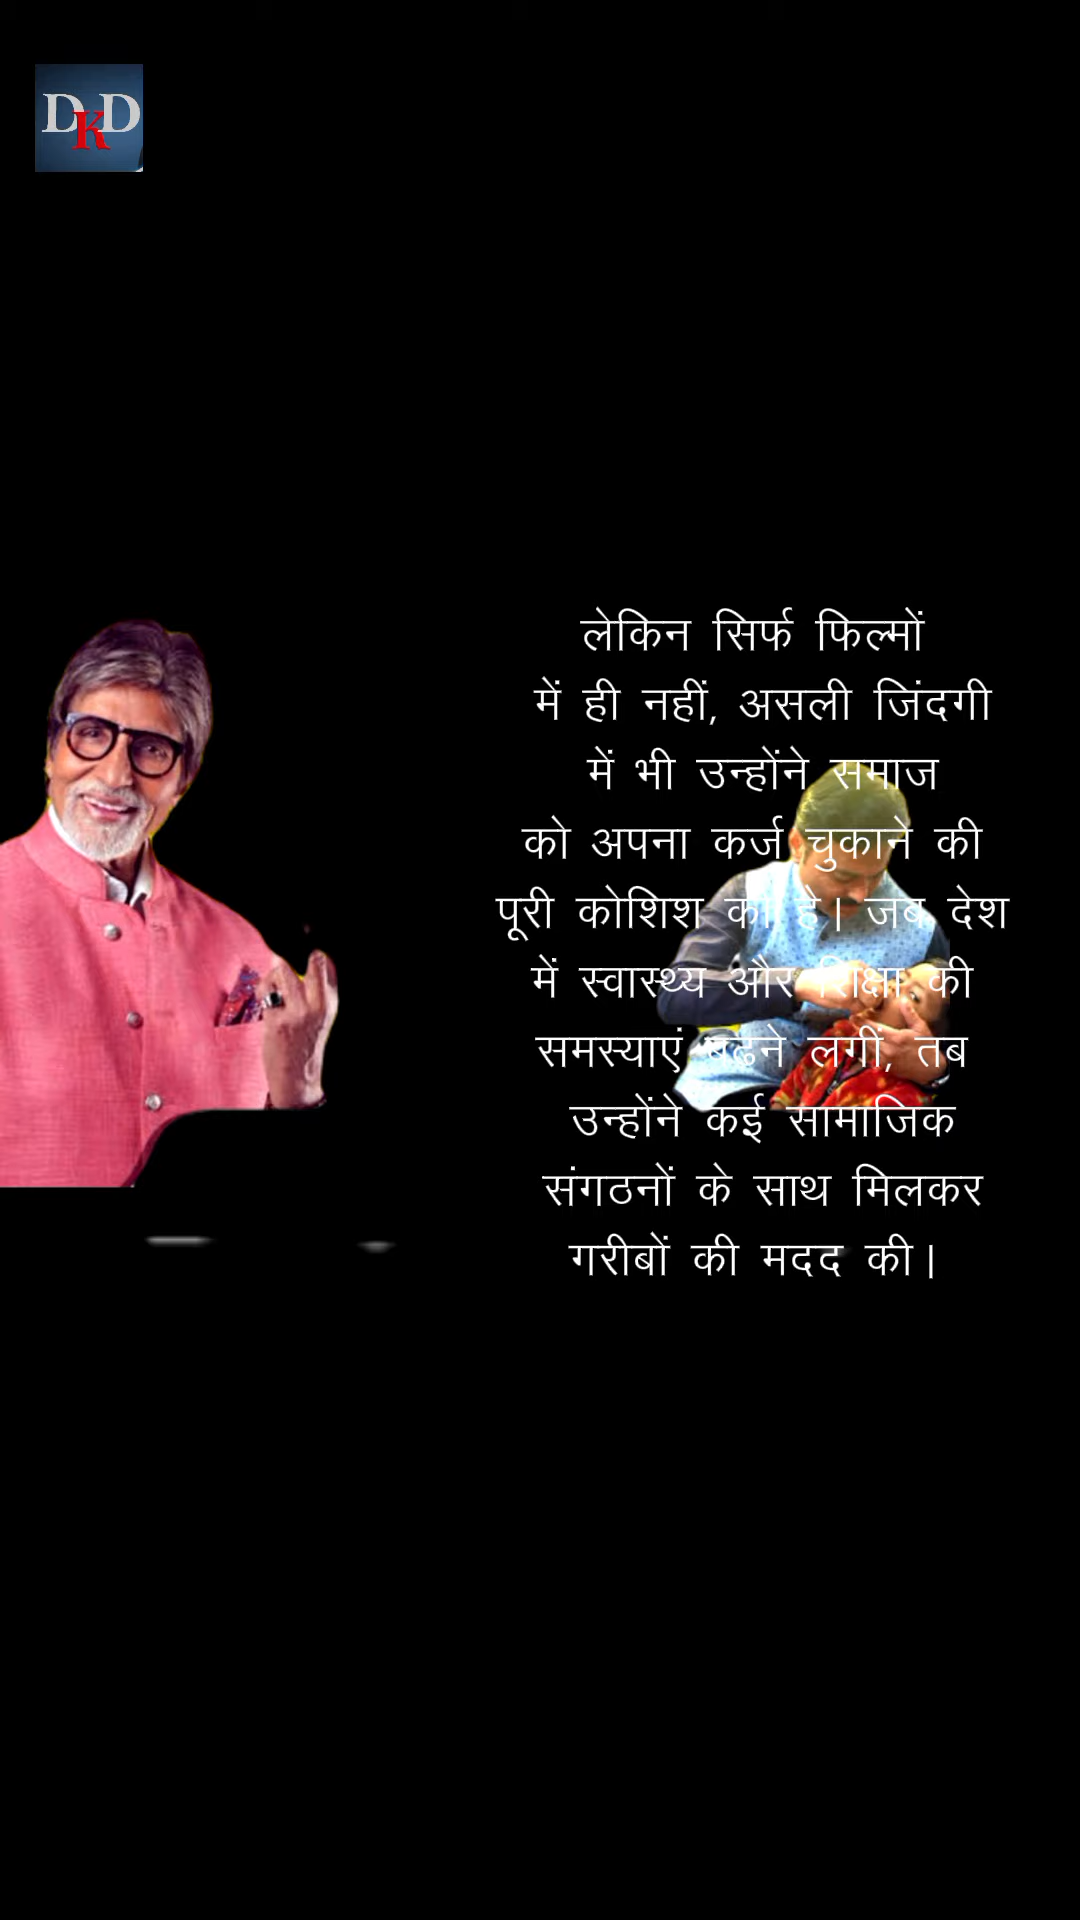 DKD
लेकिन सिर्फ फिल्मों
में ही नहीं, असली जिंदगी
में भी उन्होंने समाज
को अपना कर्ज चुकाने की
पूरी कोशिश की है। जब देश
में स्वास्थ्य और शिक्षा की
समस्याएं बढ़ने लगीं, तब
उन्होंने कई सामाजिक
संगठनों के साथ मिलकर
गरीबों की मदद की।